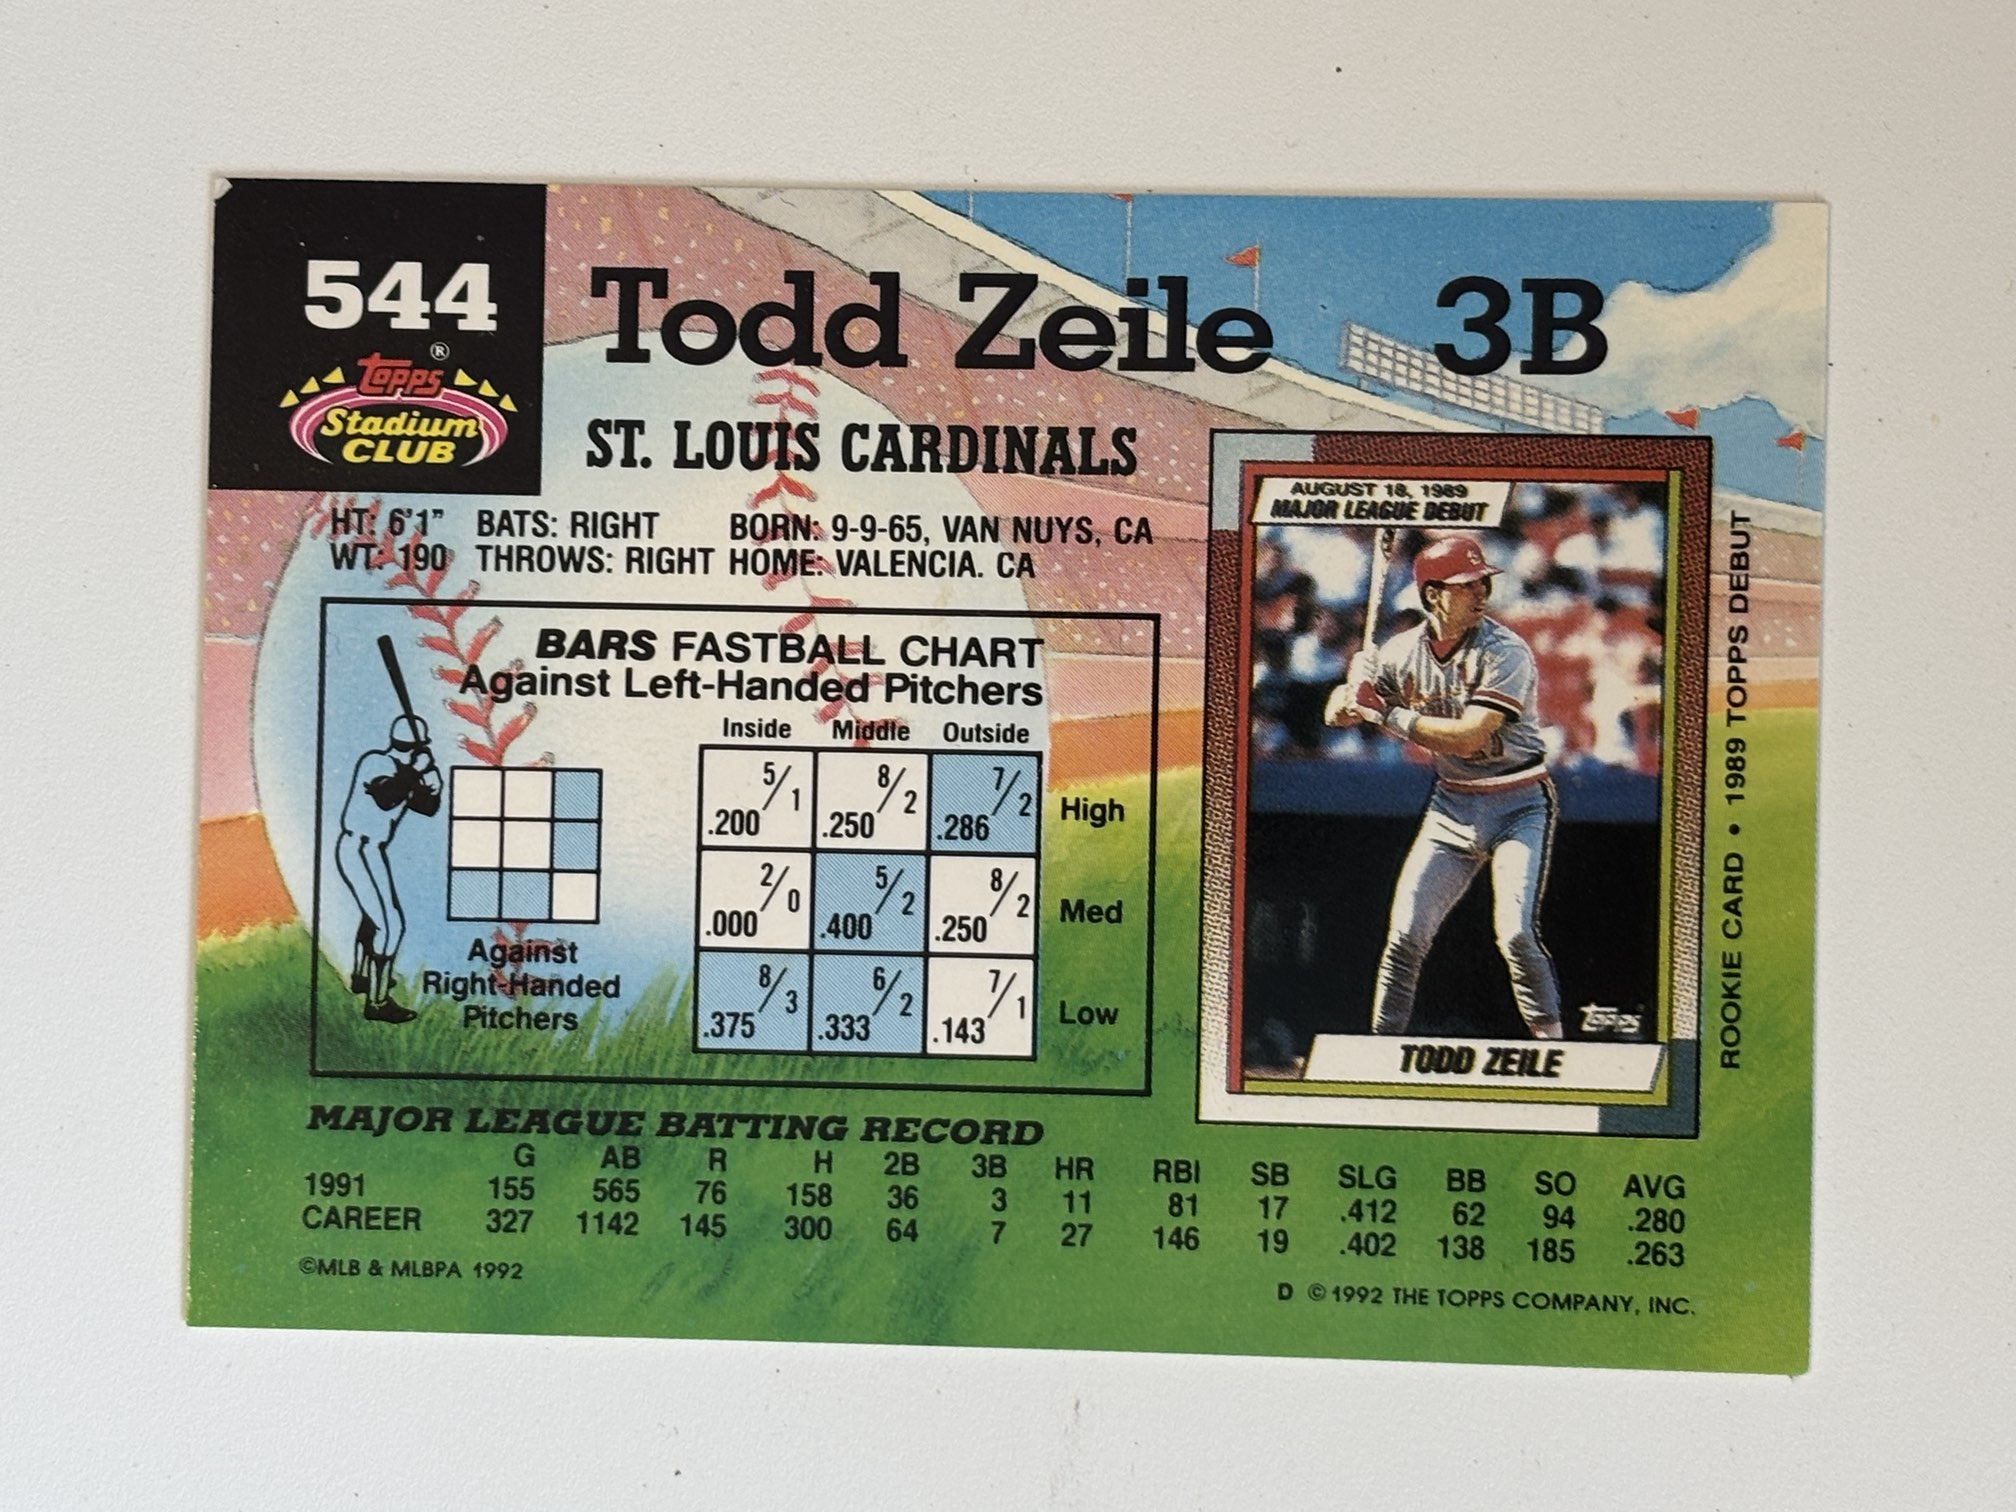 544
Todd Zeile 3B
TOPPS ®
Stadium
CLUB
ST. LOUIS CARDINALS
HT: 6'1" BATS: RIGHT BORN: 9-9-65, VAN NUYS, CA
WT: 190 THROWS: RIGHT HOME: VALENCIA. CA
BARS FASTBALL CHART
Against Left-Handed Pitchers
Inside Middle Outside
5/1 .200 8/2 .250 7/2 .286 High
2/0 .000 5/2 .400 8/2 .250 Med
8/3 .375 6/2 .333 7/1 .143 Low
Against
Right-Handed
Pitchers
AUGUST 18, 1989
MAJOR LEAGUE DEBUT
Topps
TODD ZEILE
ROOKIE CARD • 1989 TOPPS DEBUT
MAJOR LEAGUE BATTING RECORD
G AB R H 2B 3B HR RBI SB SLG BB SO AVG
1991 155 565 76 158 36 3 11 81 17 .412 62 94 .280
CAREER 327 1142 145 300 64 7 27 146 19 .402 138 185 .263
©MLB & MLBPA 1992
D © 1992 THE TOPPS COMPANY, INC.